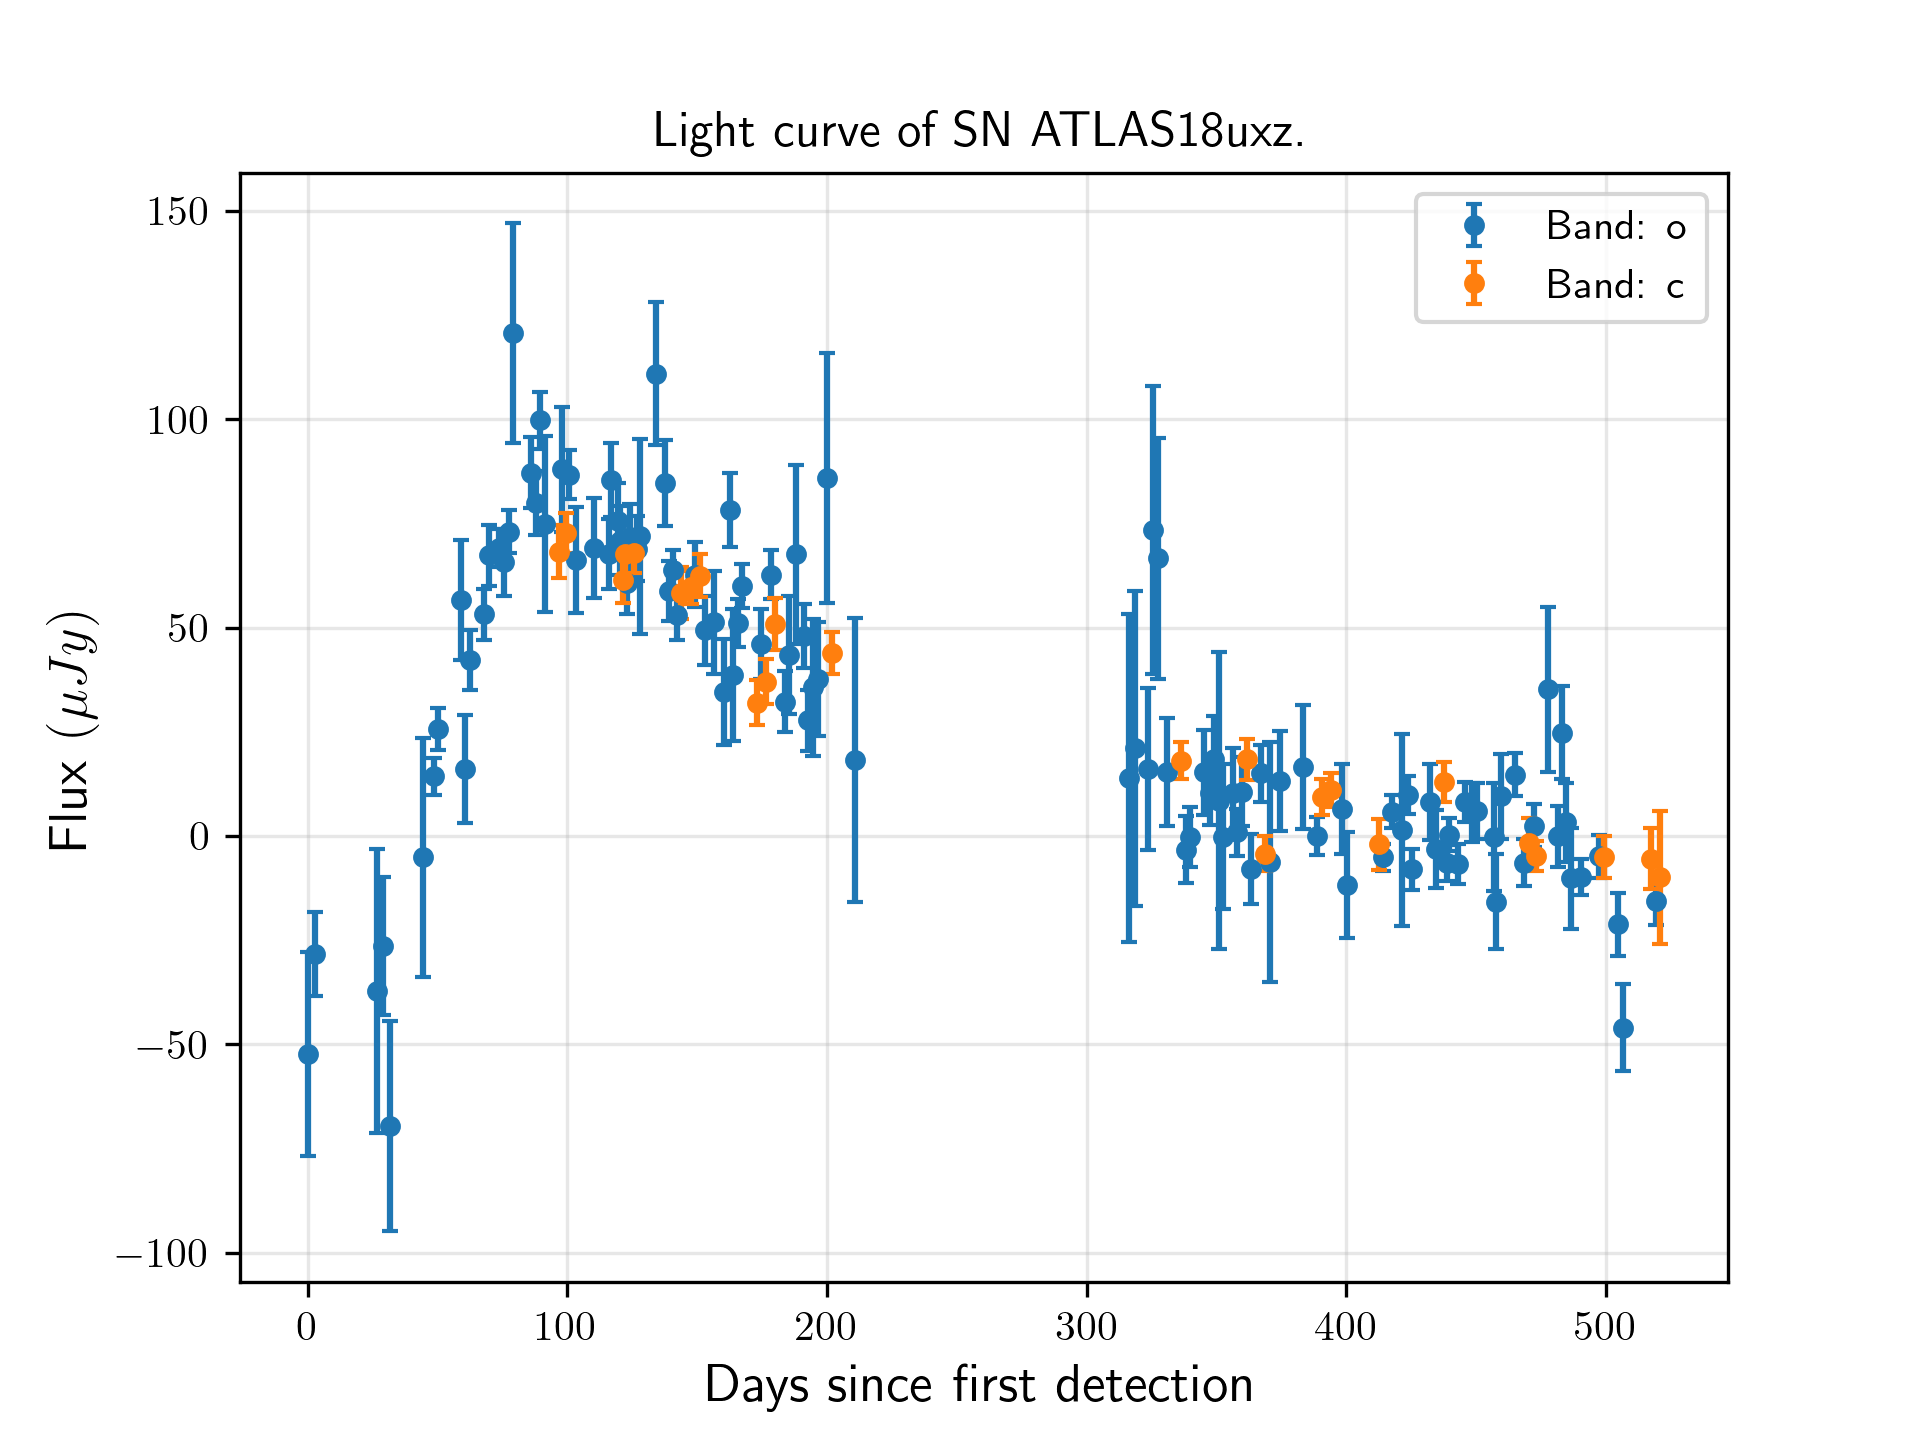 Light curve of SN ATLAS18uxz.
Band: o
Band: c
150
100
50
0
−50
−100
Flux (μJy)
0 100 200 300 400 500
Days since first detection